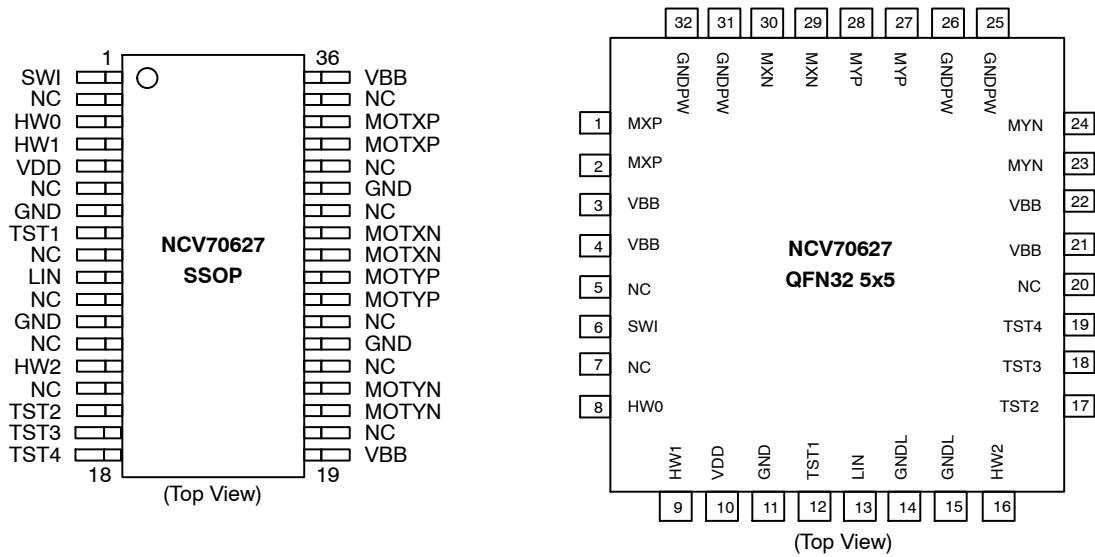 1 36
SWI VBB
NC NC
HW0 MOTXP
HW1 MOTXP
VDD NC
NC GND
GND NC
TST1 MOTXN
NC MOTXN
LIN MOTYP
NC MOTYP
GND NC
NC GND
HW2 NC
NC MOTYN
TST2 MOTYN
TST3 NC
TST4 VBB
18 19
NCV70627
SSOP
(Top View)
32 31 30 29 28 27 26 25
GNDPW GNDPW MXN MXN MYP MYP GNDPW GNDPW
1 MXP MYN 24
2 MXP MYN 23
3 VBB VBB 22
4 VBB VBB 21
5 NC NC 20
6 SWI TST4 19
7 NC TST3 18
8 HW0 TST2 17
NCV70627
QFN32 5x5
HW1 VDD GND TST1 LIN GNDL GNDL HW2
9 10 11 12 13 14 15 16
(Top View)